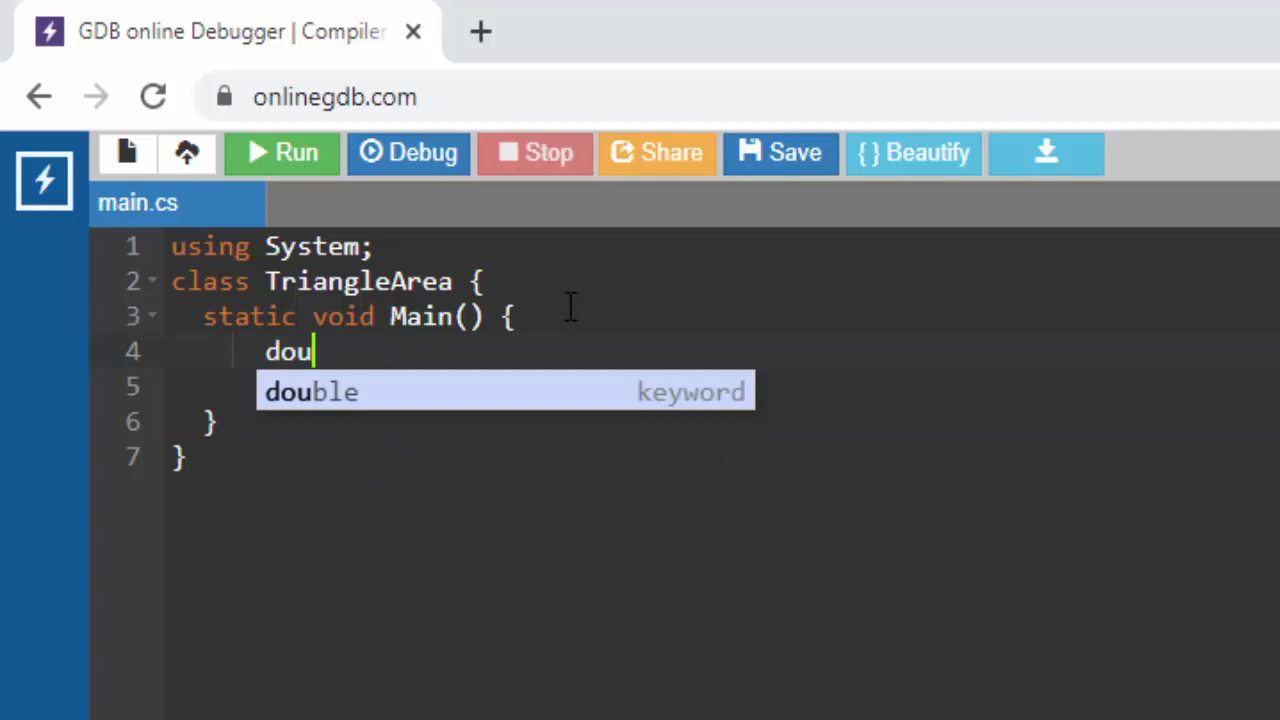 GDB online Debugger | Compiler
onlinegdb.com
Run Debug Stop Share Save { } Beautify
main.cs
1 using System;
2 class TriangleArea {
3 static void Main() {
4 dou
double keyword
5
6 }
7 }